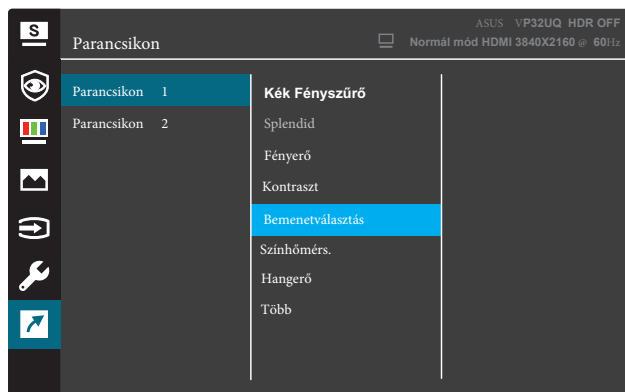 S
ASUS VP32UQ HDR OFF
Parancsikon
Normál mód HDMI 3840X2160 @ 60Hz
Parancsikon 1
Parancsikon 2
Kék Fényszűrő
Splendid
Fényerő
Kontraszt
Bemenetválasztás
Színhőmérs.
Hangerő
Több